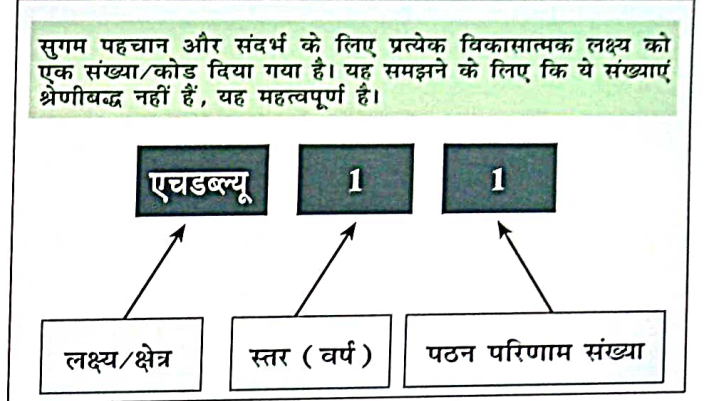 सुगम पहचान और संदर्भ के लिए प्रत्येक विकासात्मक लक्ष्य को
एक संख्या/कोड दिया गया है। यह समझने के लिए कि ये संख्याएं
श्रेणीबद्ध नहीं हैं, यह महत्वपूर्ण है।
एचडब्ल्यू 1 1
लक्ष्य/क्षेत्र स्तर (वर्ष) पठन परिणाम संख्या